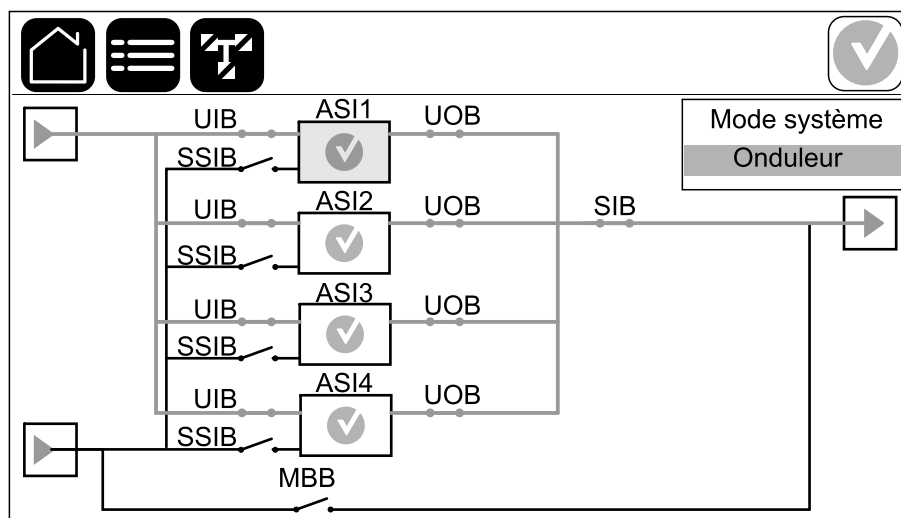 Mode système
Onduleur
UIB
ASI1
UOB
SSIB
UIB
ASI2
UOB
SIB
SSIB
UIB
ASI3
UOB
SSIB
UIB
ASI4
UOB
SSIB
MBB